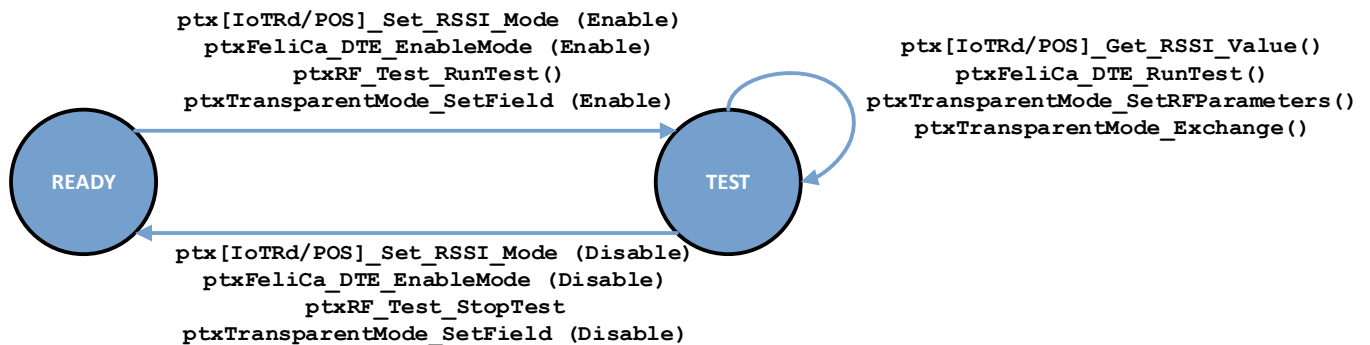 ptx[IoTRd/POS]_Set_RSSI_Mode (Enable)
ptxFeliCa_DTE_EnableMode (Enable)
ptxRF_Test_RunTest()
ptxTransparentMode_SetField (Enable)
ptx[IoTRd/POS]_Get_RSSI_Value()
ptxFeliCa_DTE_RunTest()
ptxTransparentMode_SetRFParameters()
ptxTransparentMode_Exchange()
READY
TEST
ptx[IoTRd/POS]_Set_RSSI_Mode (Disable)
ptxFeliCa_DTE_EnableMode (Disable)
ptxRF_Test_StopTest
ptxTransparentMode_SetField (Disable)